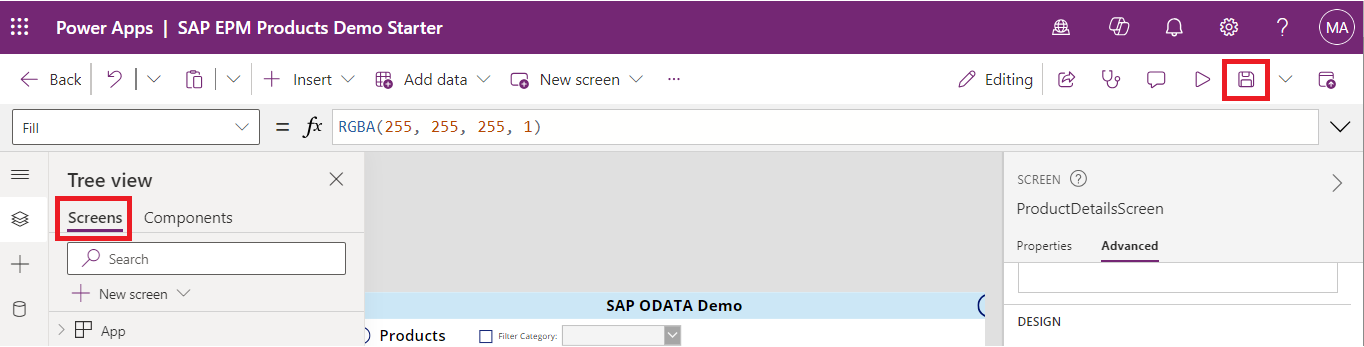 Power Apps | SAP EPM Products Demo Starter
MA
Back
Insert
Add data
New screen
...
Editing
Fill
= fx
RGBA(255, 255, 255, 1)
Tree view
Screens
Components
Search
New screen
App
SAP ODATA Demo
Products
Filter Category:
SCREEN
ProductDetailsScreen
Properties
Advanced
DESIGN